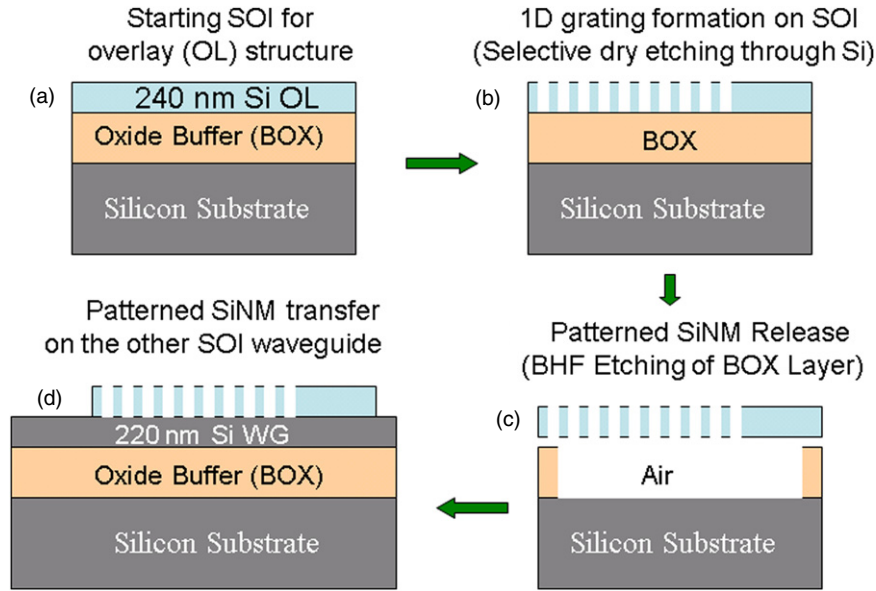 Starting SOI for
overlay (OL) structure
(a)
240 nm Si OL
Oxide Buffer (BOX)
Silicon Substrate
1D grating formation on SOI
(Selective dry etching through Si)
(b)
BOX
Silicon Substrate
Patterned SiNM Release
(BHF Etching of BOX Layer)
(c)
Air
Silicon Substrate
Patterned SiNM transfer
on the other SOI waveguide
(d)
220 nm Si WG
Oxide Buffer (BOX)
Silicon Substrate